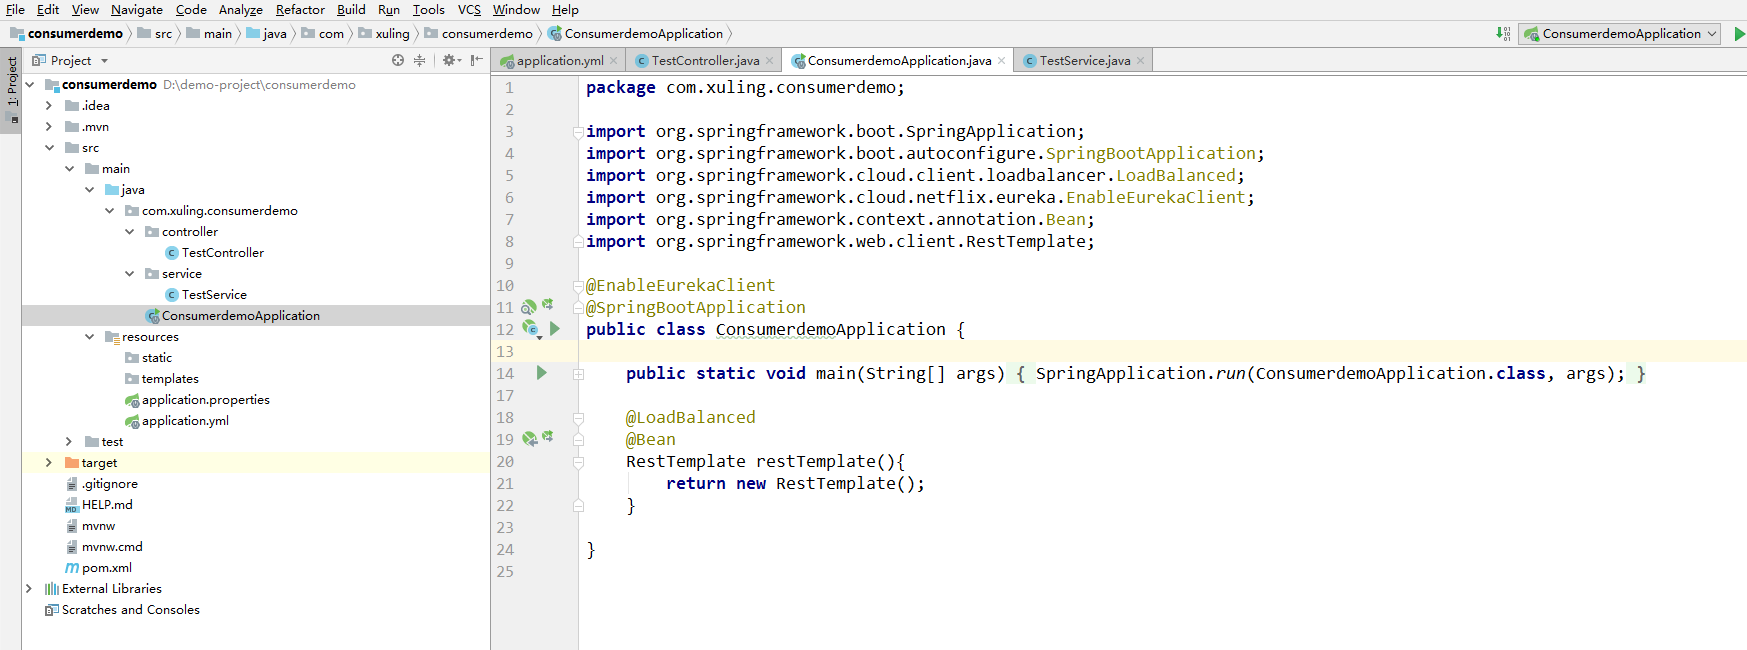 File Edit View Navigate Code Analyze Refactor Build Run Tools VCS Window Help
consumerdemo src main java com xuling consumerdemo ConsumerdemoApplication ConsumerdemoApplication
1: Project
Project
application.yml TestController.java ConsumerdemoApplication.java TestService.java
consumerdemo D:\demo-project\consumerdemo
.idea
.mvn
src
main
java
com.xuling.consumerdemo
controller
TestController
service
TestService
ConsumerdemoApplication
resources
static
templates
application.properties
application.yml
test
target
.gitignore
HELP.md
mvnw
mvnw.cmd
pom.xml
External Libraries
Scratches and Consoles
1 package com.xuling.consumerdemo;
2
3 import org.springframework.boot.SpringApplication;
4 import org.springframework.boot.autoconfigure.SpringBootApplication;
5 import org.springframework.cloud.client.loadbalancer.LoadBalanced;
6 import org.springframework.cloud.netflix.eureka.EnableEurekaClient;
7 import org.springframework.context.annotation.Bean;
8 import org.springframework.web.client.RestTemplate;
9
10 @EnableEurekaClient
11 @SpringBootApplication
12 public class ConsumerdemoApplication {
13
14 public static void main(String[] args) { SpringApplication.run(ConsumerdemoApplication.class, args); }
17
18 @LoadBalanced
19 @Bean
20 RestTemplate restTemplate(){
21 return new RestTemplate();
22 }
23
24 }
25